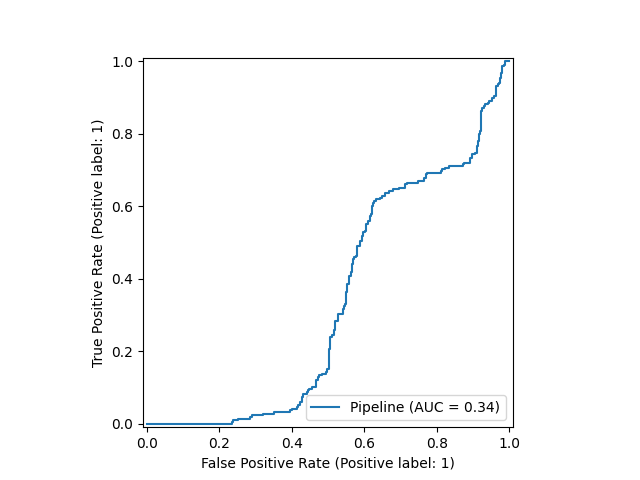 1.0
0.8
0.6
0.4
0.2
0.0
True Positive Rate (Positive label: 1)
Pipeline (AUC = 0.34)
0.0 0.2 0.4 0.6 0.8 1.0
False Positive Rate (Positive label: 1)